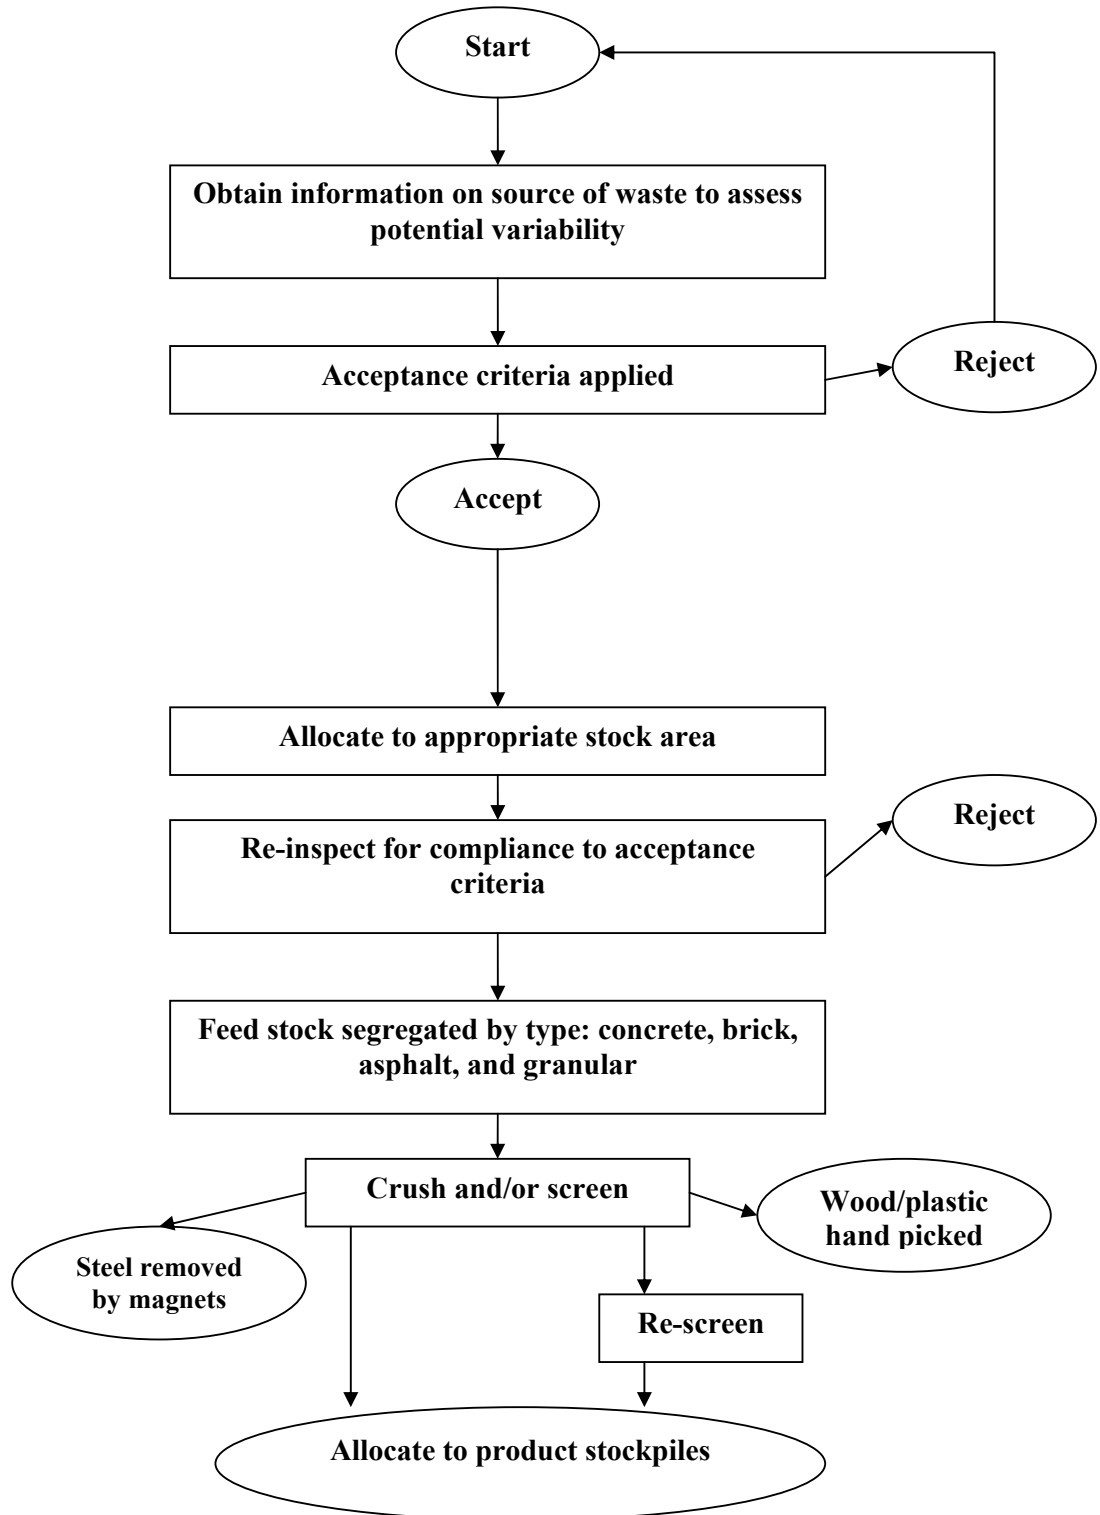 Start
Obtain information on source of waste to assess
potential variability
Acceptance criteria applied
Reject
Accept
Allocate to appropriate stock area
Re-inspect for compliance to acceptance
criteria
Reject
Feed stock segregated by type: concrete, brick,
asphalt, and granular
Crush and/or screen
Wood/plastic
hand picked
Steel removed
by magnets
Re-screen
Allocate to product stockpiles